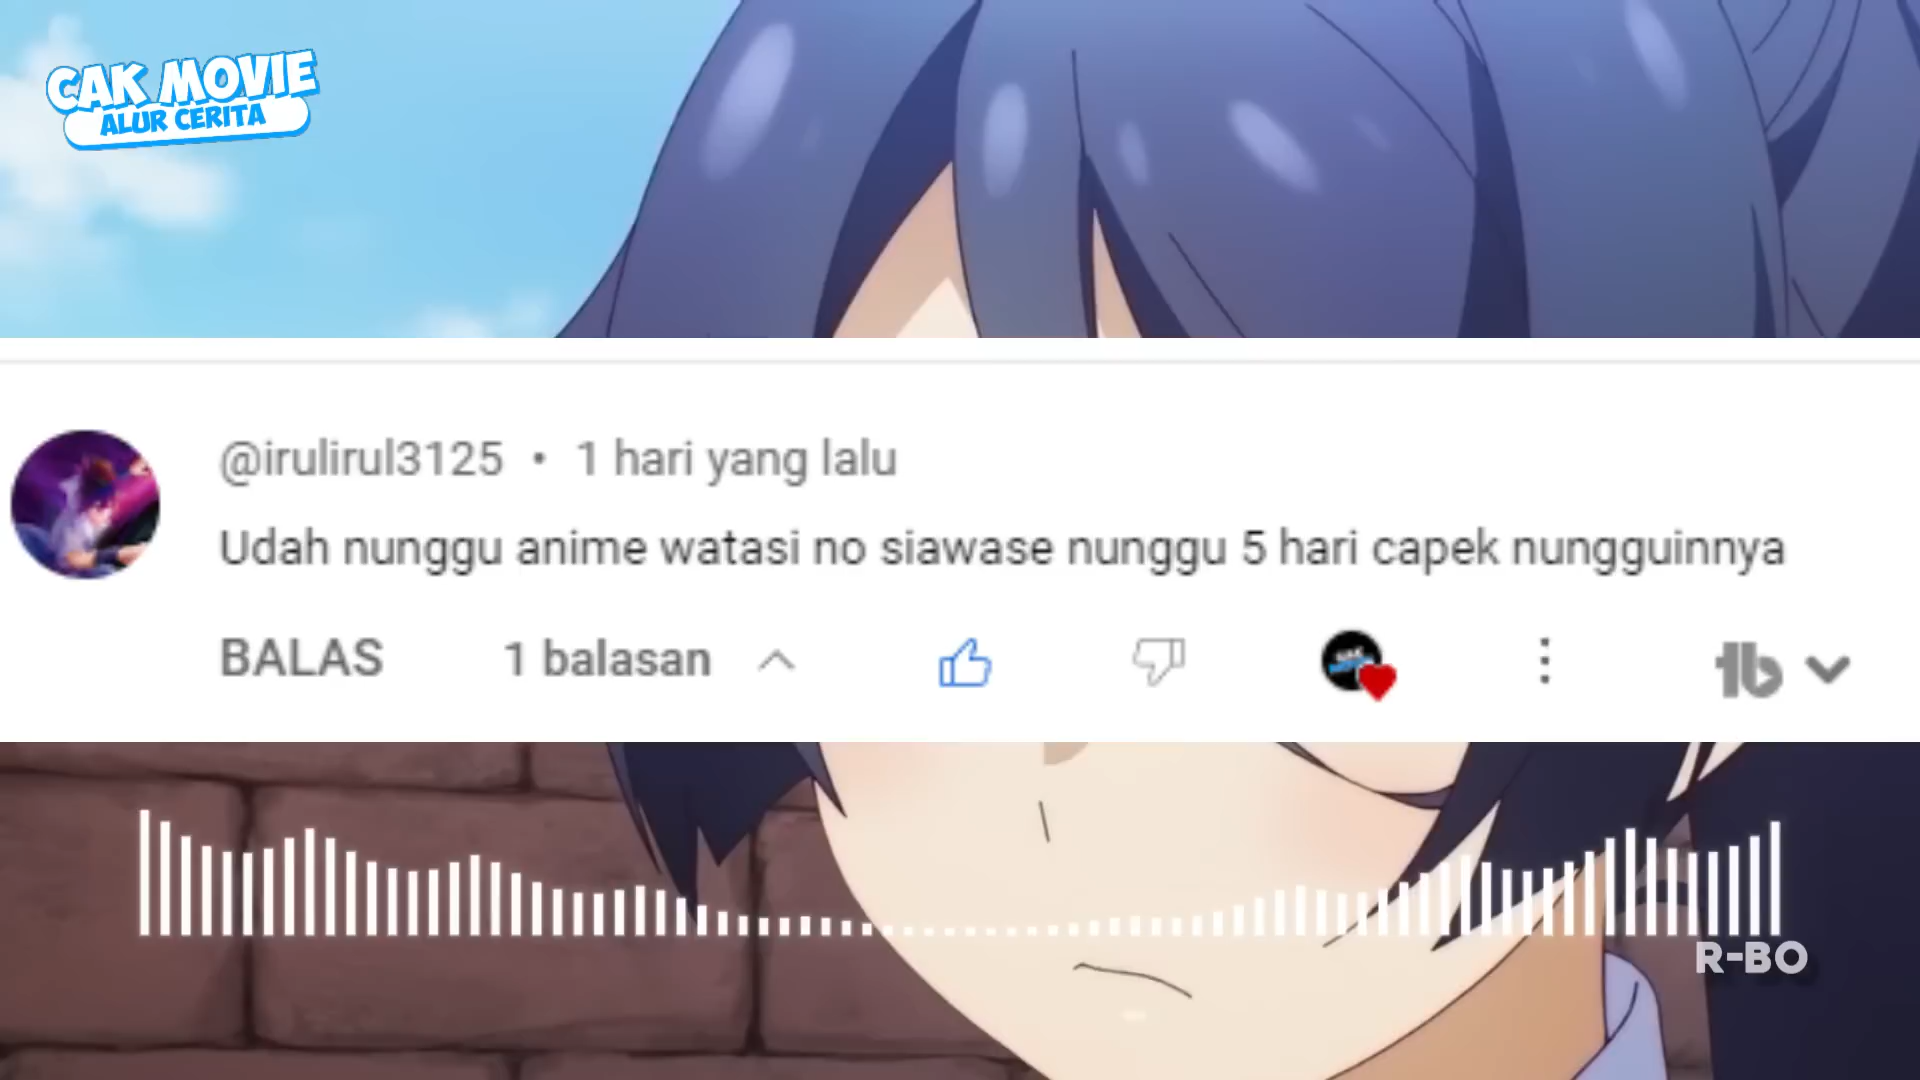 CAK MOVIE
ALUR CERITA
@irulirul3125 • 1 hari yang lalu
Udah nunggu anime watasi no siawase nunggu 5 hari capek nungguinnya
BALAS 1 balasan
R-BO